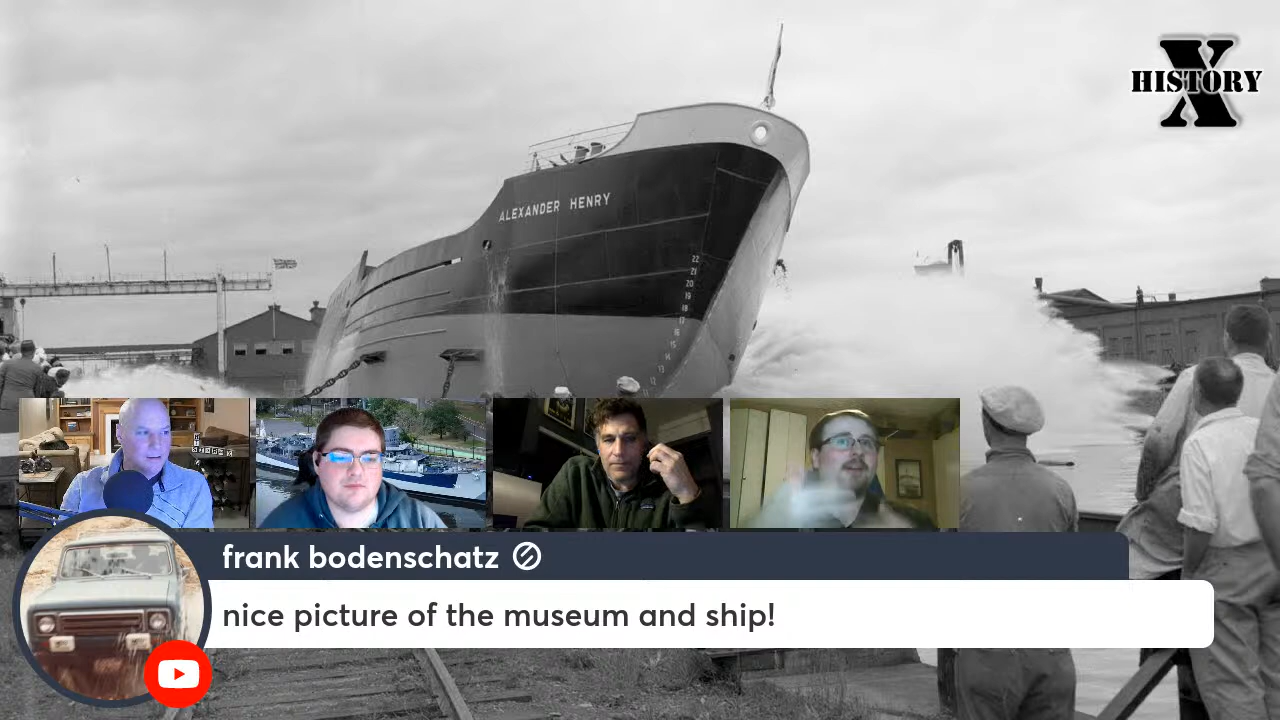 HISTORY
X
ALEXANDER HENRY
22
21
20
19
18
17
16
15
14
13
12
frank bodenschatz
nice picture of the museum and ship!